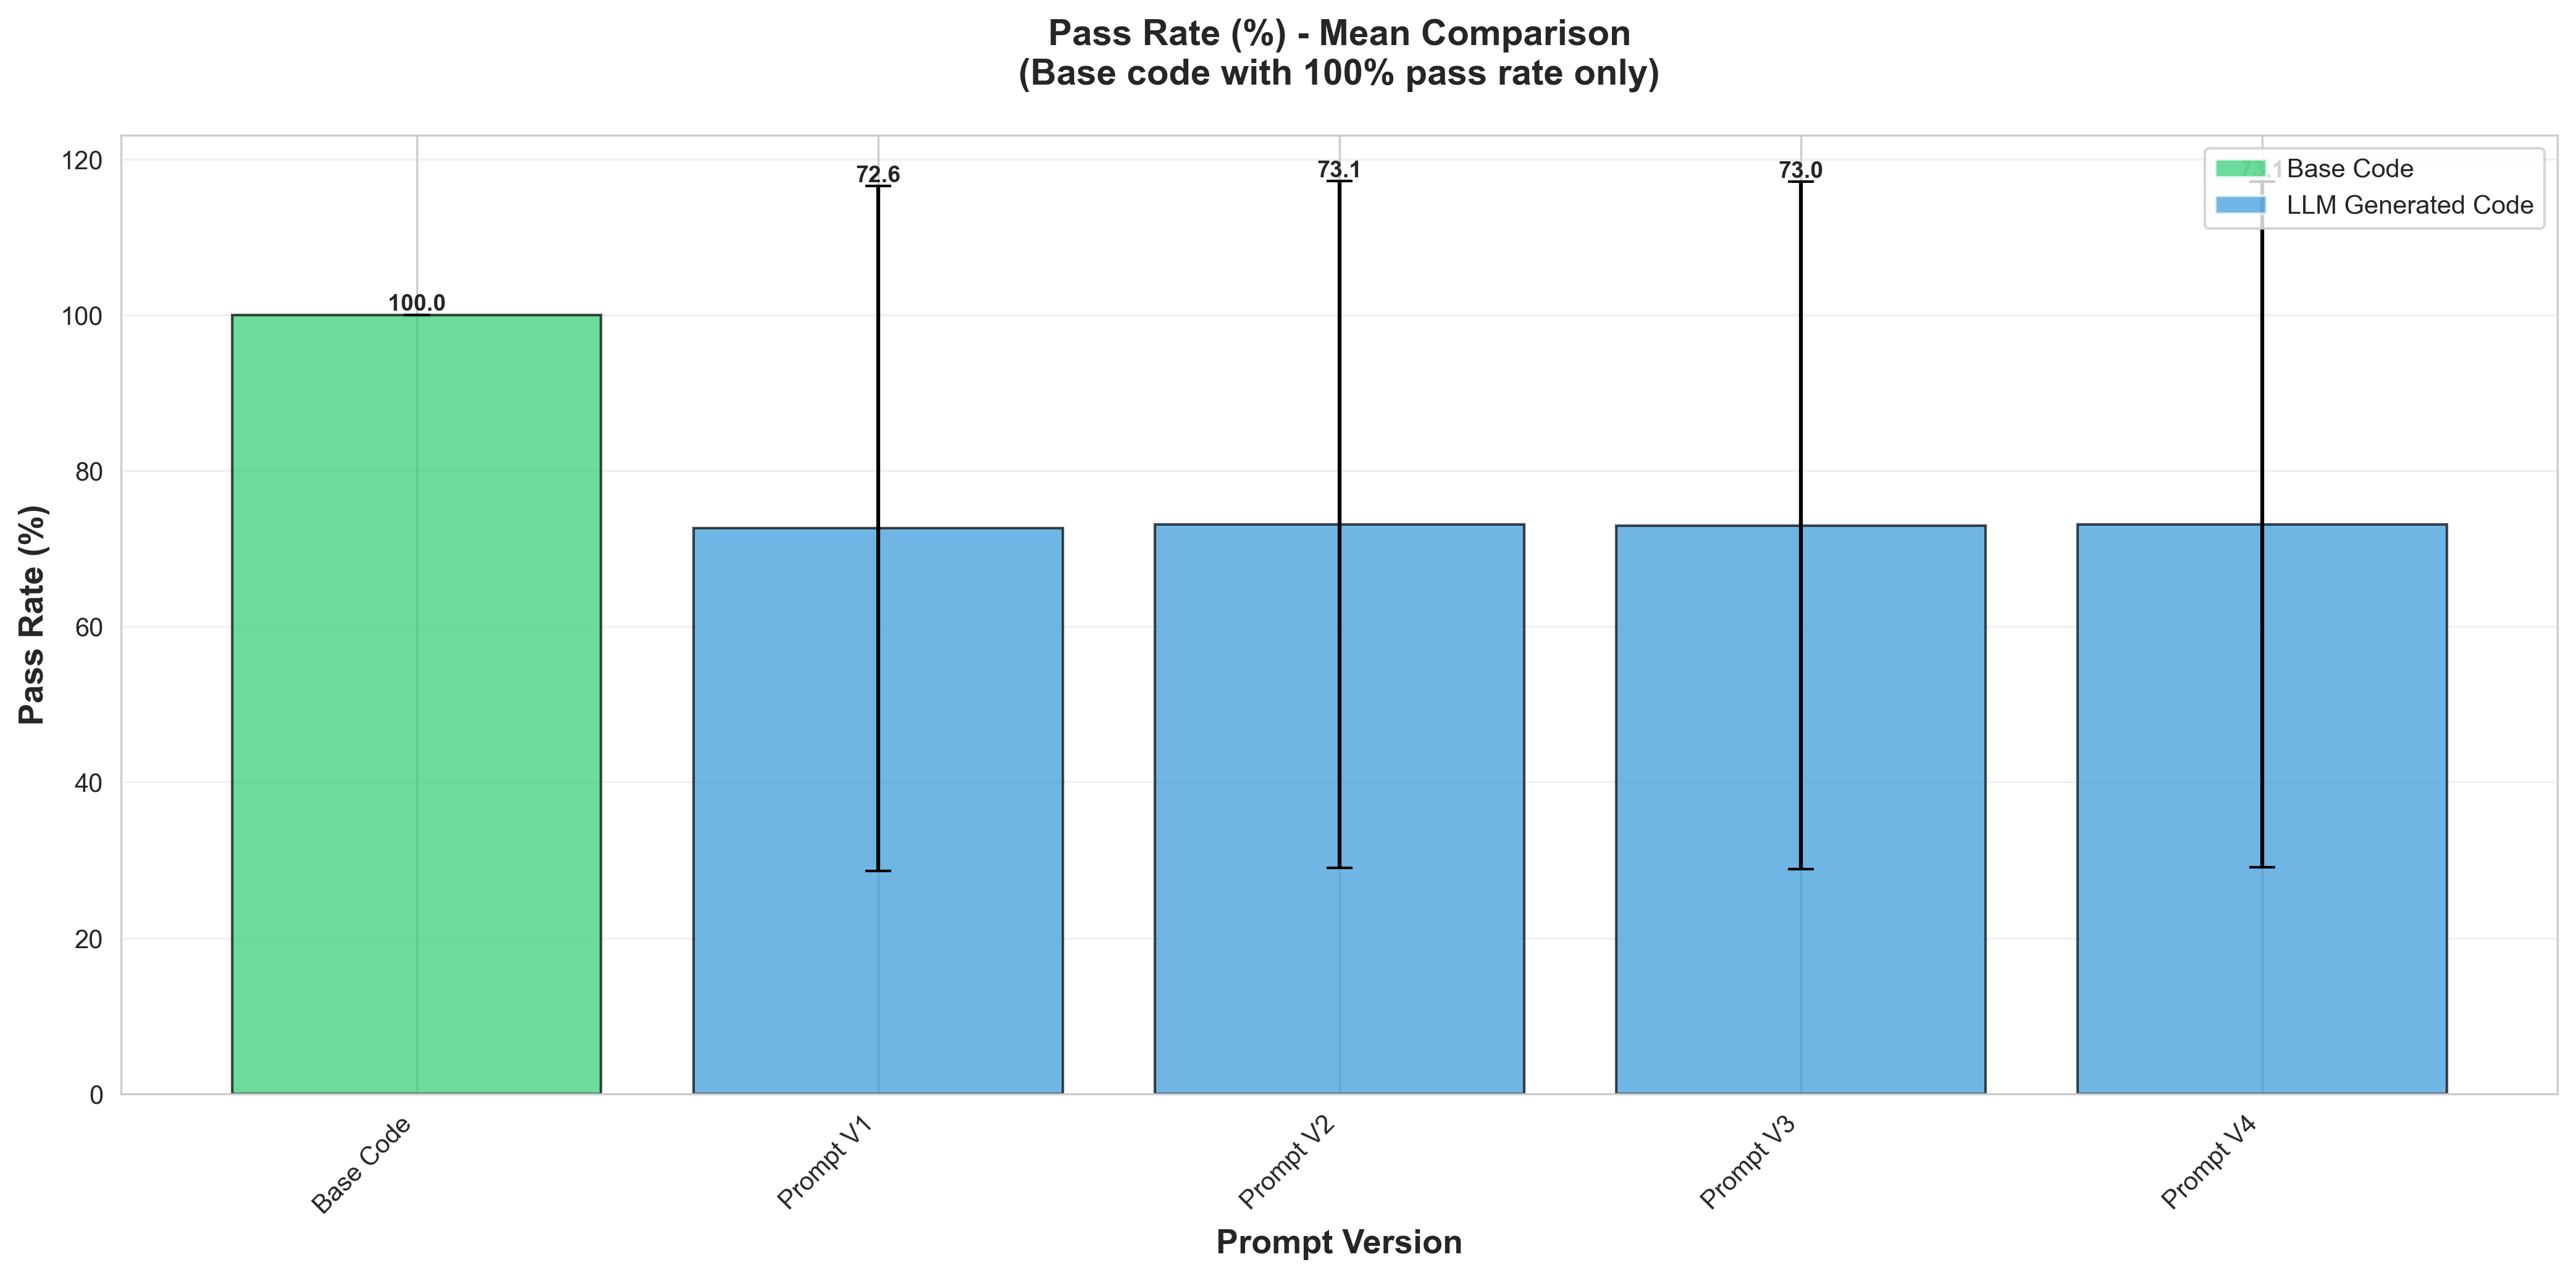 Pass Rate (%) - Mean Comparison
(Base code with 100% pass rate only)
120
100
80
60
40
20
0
Pass Rate (%)
100.0
72.6
73.1
73.0
73.1
Base Code
LLM Generated Code
Base Code
Prompt V1
Prompt V2
Prompt V3
Prompt V4
Prompt Version